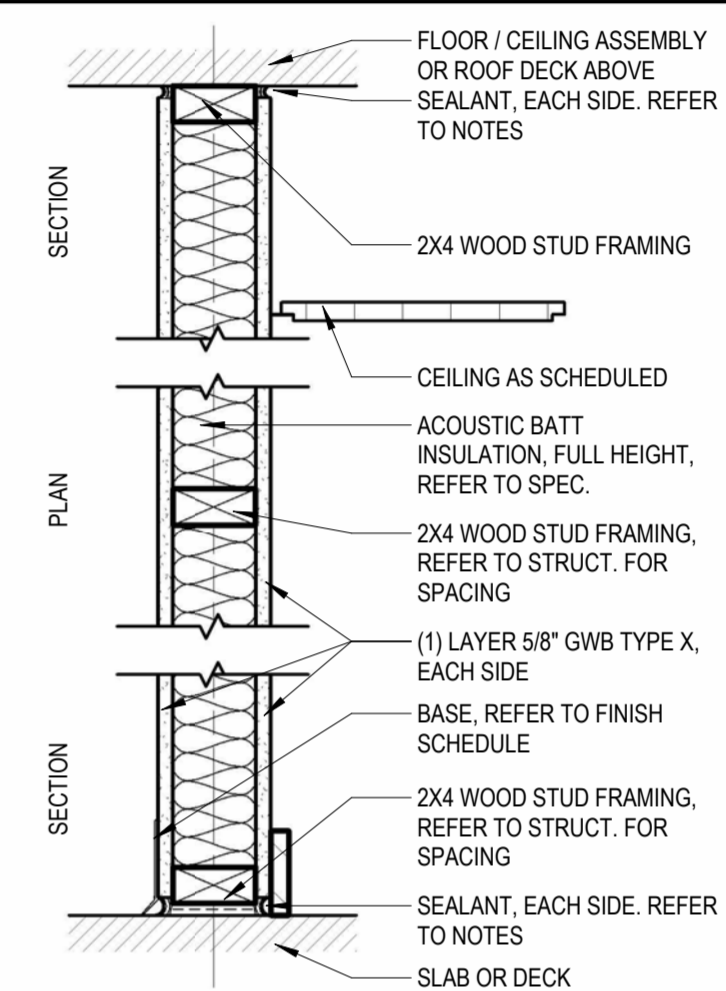 FLOOR / CEILING ASSEMBLY
OR ROOF DECK ABOVE
SEALANT, EACH SIDE. REFER
TO NOTES
SECTION
2X4 WOOD STUD FRAMING
CEILING AS SCHEDULED
ACOUSTIC BATT
INSULATION, FULL HEIGHT,
REFER TO SPEC.
PLAN
2X4 WOOD STUD FRAMING,
REFER TO STRUCT. FOR
SPACING
(1) LAYER 5/8" GWB TYPE X,
EACH SIDE
BASE, REFER TO FINISH
SCHEDULE
SECTION
2X4 WOOD STUD FRAMING,
REFER TO STRUCT. FOR
SPACING
SEALANT, EACH SIDE. REFER
TO NOTES
SLAB OR DECK